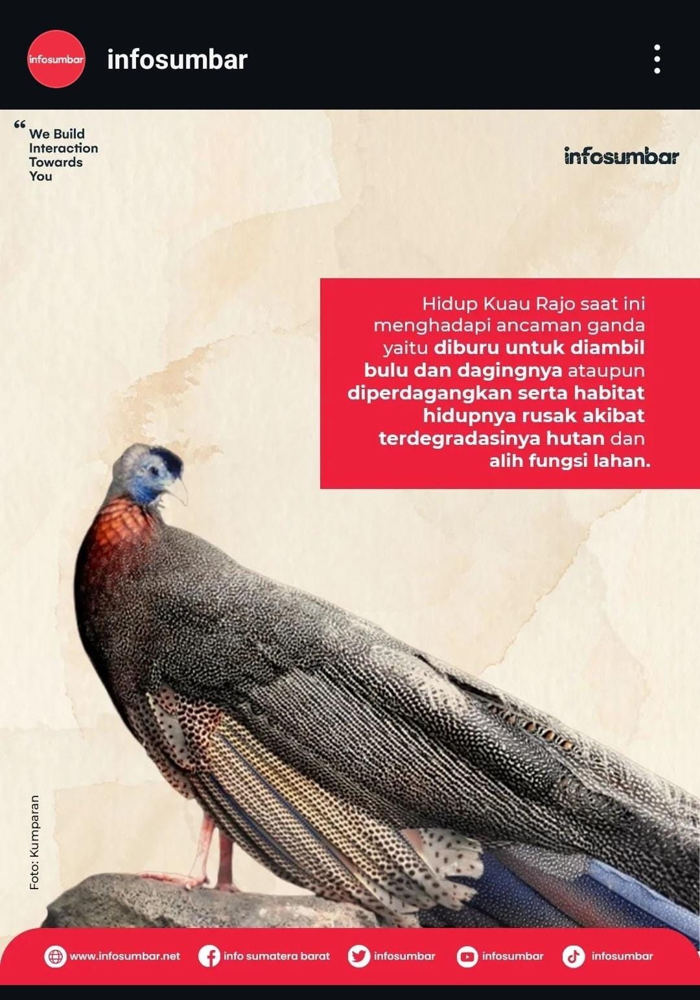 infosumbar
infosumbar
“ We Build
Interaction
Towards
You
infosumbar
Hidup Kuau Rajo saat ini
menghadapi ancaman ganda
yaitu diburu untuk diambil
bulu dan dagingnya ataupun
diperdagangkan serta habitat
hidupnya rusak akibat
terdegradasinya hutan dan
alih fungsi lahan.
Foto: Kumparan
www.infosumbar.net info sumatera barat infosumbar infosumbar infosumbar